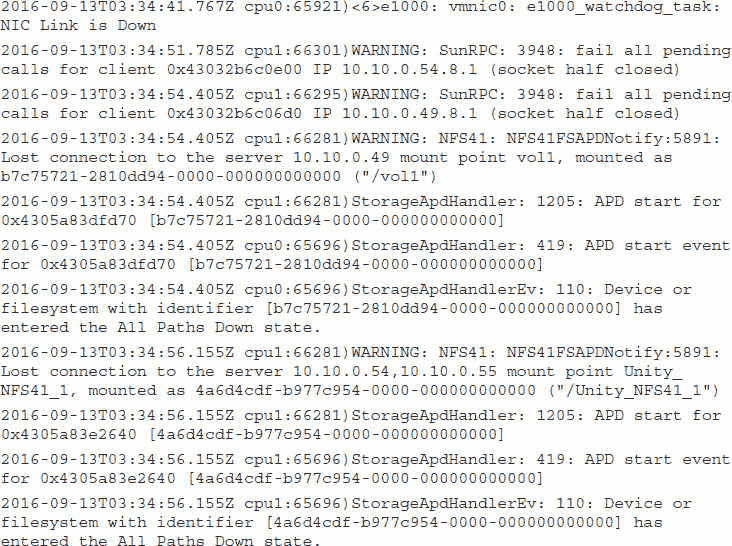 2016-09-13T03:34:41.767Z cpu0:65921)<6>e1000: vmnic0: e1000_watchdog_task:
NIC Link is Down
2016-09-13T03:34:51.785Z cpu1:66301)WARNING: SunRPC: 3948: fail all pending
calls for client 0x43032b6c0e00 IP 10.10.0.54.8.1 (socket half closed)
2016-09-13T03:34:54.405Z cpu1:66295)WARNING: SunRPC: 3948: fail all pending
calls for client 0x43032b6c06d0 IP 10.10.0.49.8.1 (socket half closed)
2016-09-13T03:34:54.405Z cpu1:66281)WARNING: NFS41: NFS41FSAPDNotify:5891:
Lost connection to the server 10.10.0.49 mount point vol1, mounted as
b7c75721-2810dd94-0000-000000000000 ("/vol1")
2016-09-13T03:34:54.405Z cpu1:66281)StorageApdHandler: 1205: APD start for
0x4305a83dfd70 [b7c75721-2810dd94-0000-000000000000]
2016-09-13T03:34:54.405Z cpu0:65696)StorageApdHandler: 419: APD start event
for 0x4305a83dfd70 [b7c75721-2810dd94-0000-000000000000]
2016-09-13T03:34:54.405Z cpu0:65696)StorageApdHandlerEv: 110: Device or
filesystem with identifier [b7c75721-2810dd94-0000-000000000000] has
entered the All Paths Down state.
2016-09-13T03:34:56.155Z cpu1:66281)WARNING: NFS41: NFS41FSAPDNotify:5891:
Lost connection to the server 10.10.0.54,10.10.0.55 mount point Unity_
NFS41_1, mounted as 4a6d4cdf-b977c954-0000-000000000000 ("/Unity_NFS41_1")
2016-09-13T03:34:56.155Z cpu1:66281)StorageApdHandler: 1205: APD start for
0x4305a83e2640 [4a6d4cdf-b977c954-0000-000000000000]
2016-09-13T03:34:56.155Z cpu1:65696)StorageApdHandler: 419: APD start event
for 0x4305a83e2640 [4a6d4cdf-b977c954-0000-000000000000]
2016-09-13T03:34:56.155Z cpu1:65696)StorageApdHandlerEv: 110: Device or
filesystem with identifier [4a6d4cdf-b977c954-0000-000000000000] has
entered the All Paths Down state.